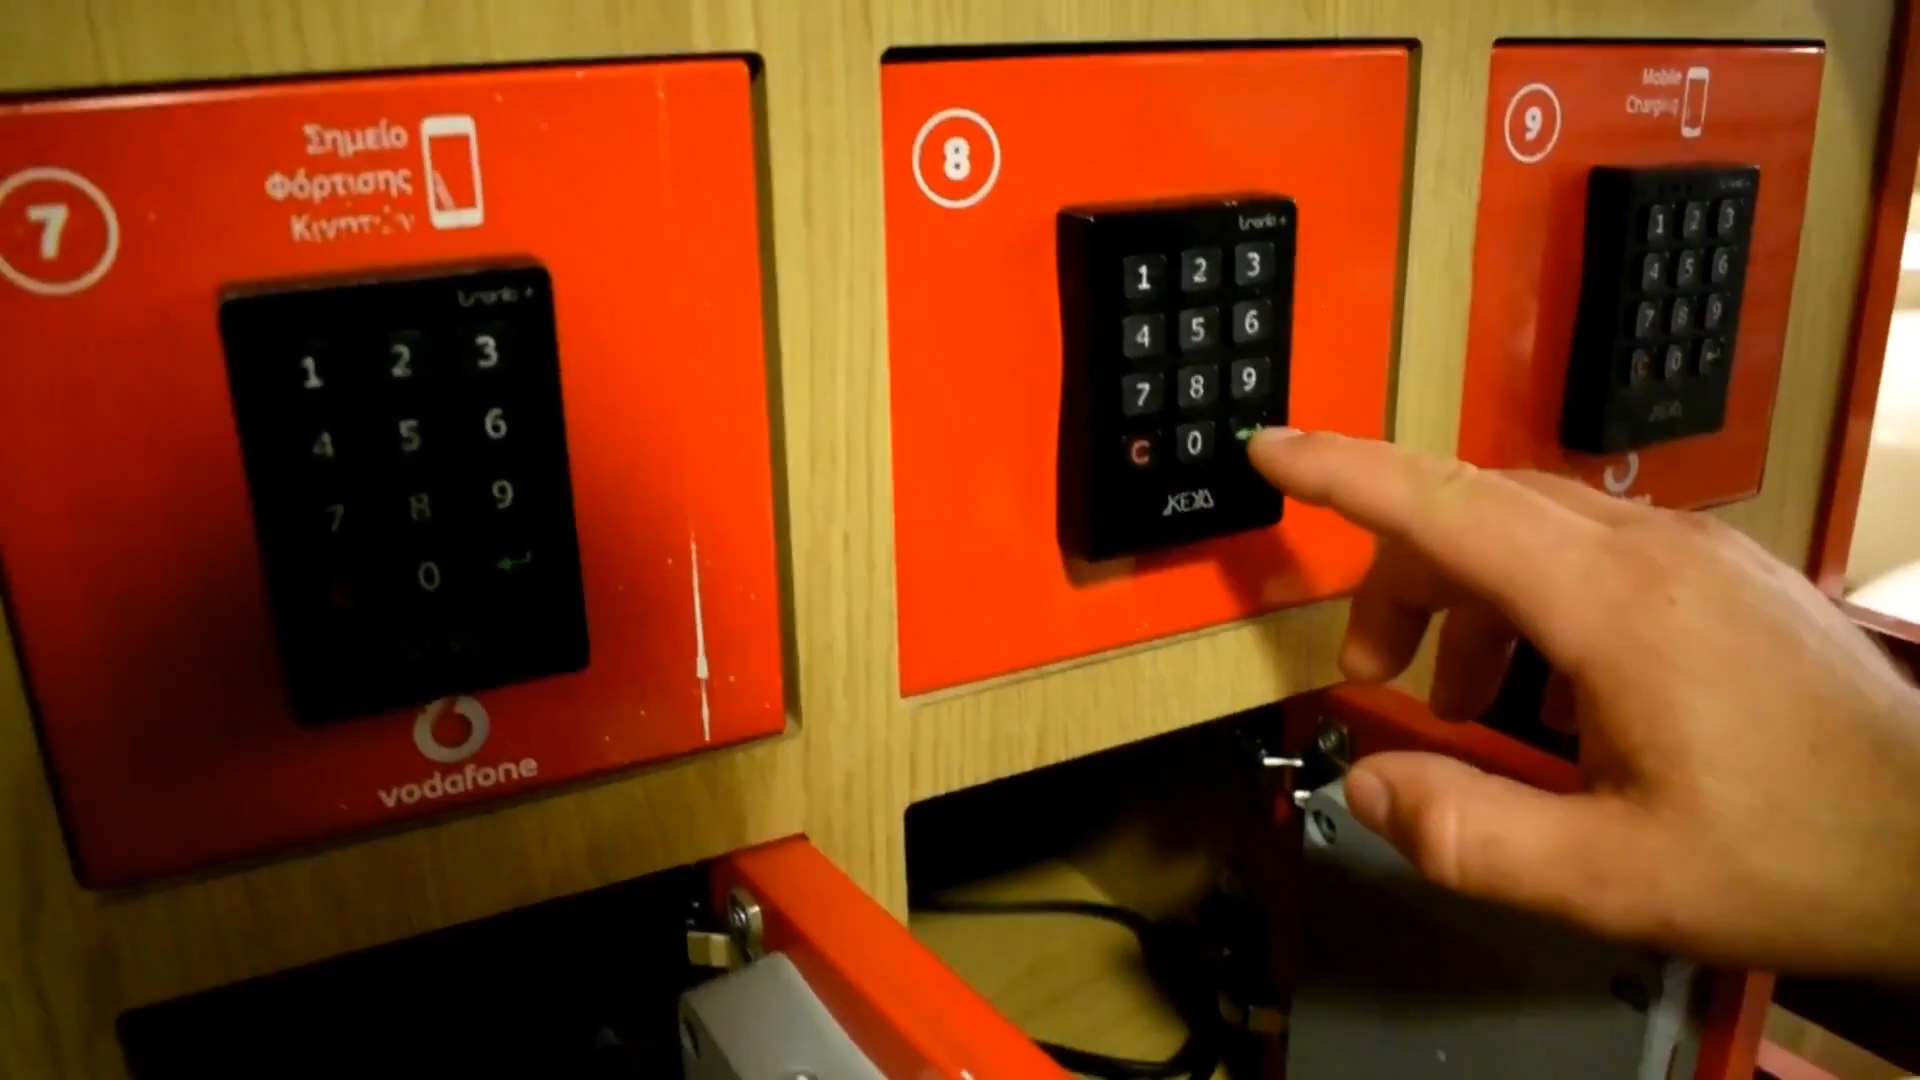 7
Σημείο
Φόρτισης
Κινητών
1 2 3
4 5 6
7 8 9
0
vodafone
8
1 2 3
4 5 6
7 8 9
C 0
KEXA
9
Mobile
Charging
1 2 3
4 5 6
7 8 9
C 0